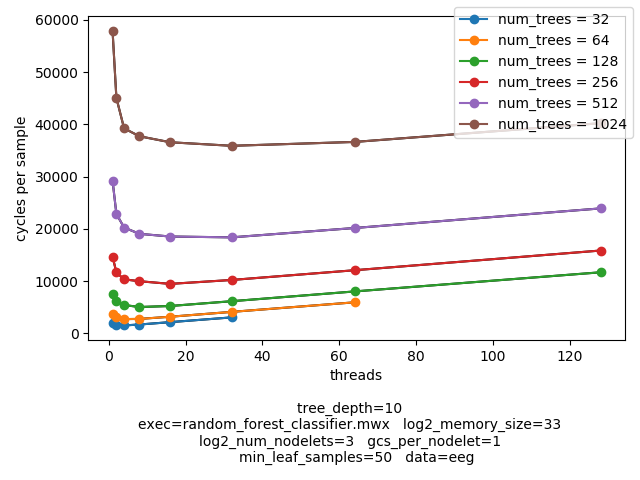 num_trees = 32
num_trees = 64
num_trees = 128
num_trees = 256
num_trees = 512
num_trees = 1024
60000
50000
40000
30000
20000
10000
0
cycles per sample
0 20 40 60 80 100 120
threads
tree_depth=10
exec=random_forest_classifier.mwx log2_memory_size=33
log2_num_nodelets=3 gcs_per_nodelet=1
min_leaf_samples=50 data=eeg